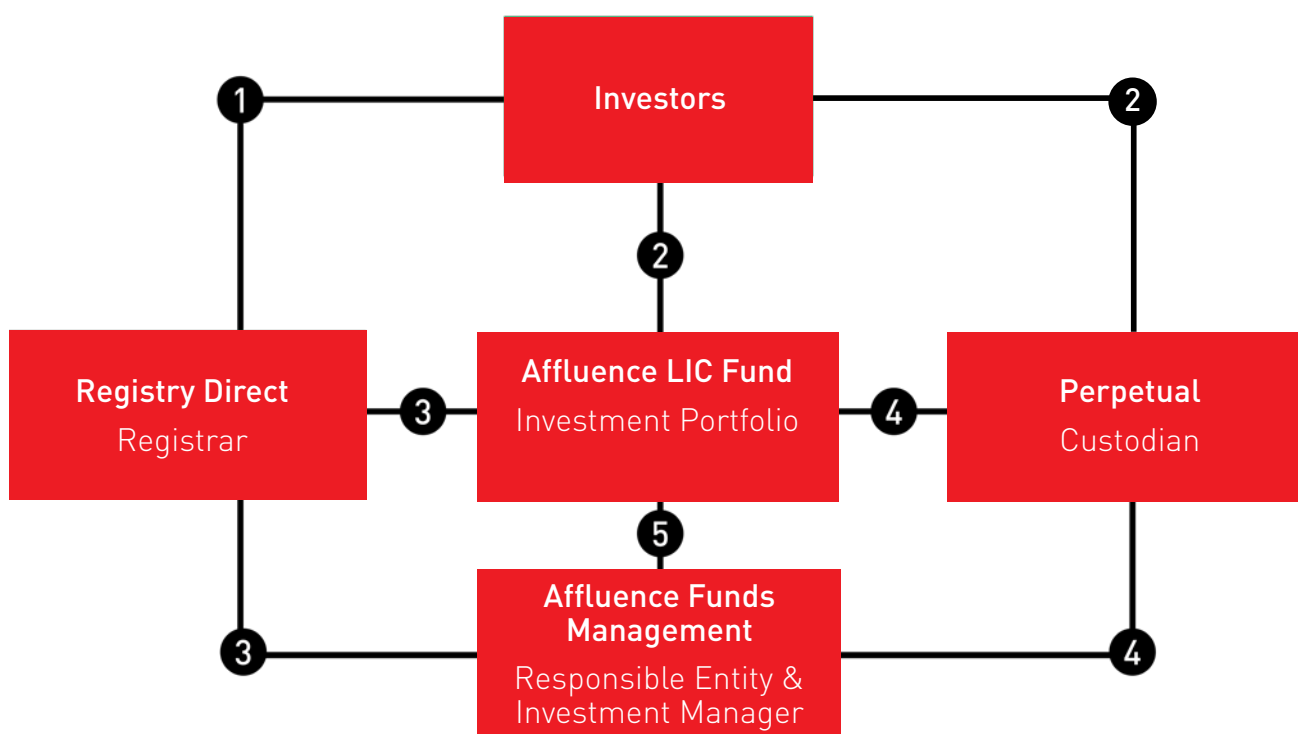 1
Investors
2
2
Registry Direct
Registrar
3
Affluence LIC Fund
Investment Portfolio
4
Perpetual
Custodian
5
3
Affluence Funds
Management
Responsible Entity &
Investment Manager
4